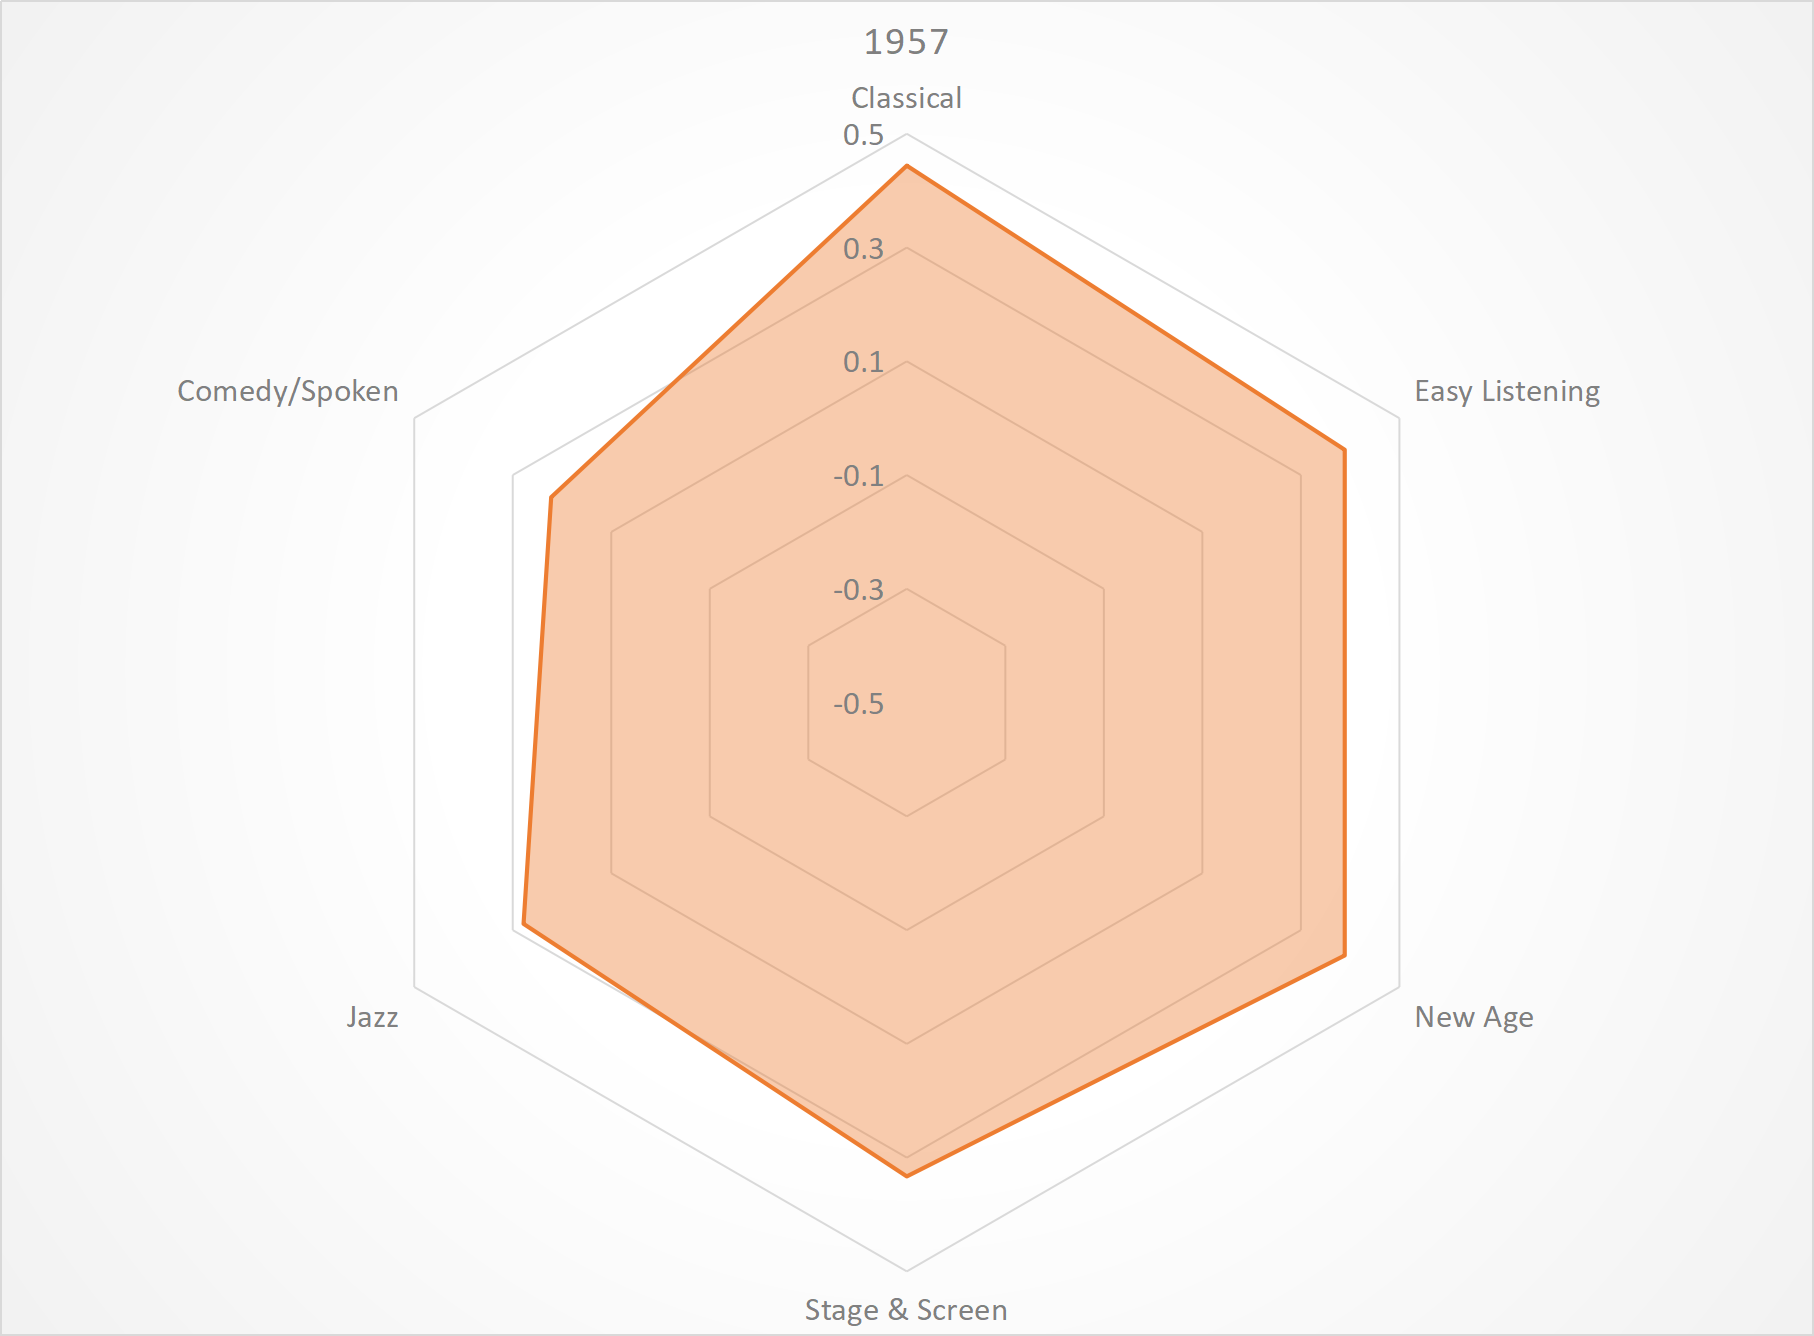 1957
Classical
0.5
0.3
0.1
-0.1
-0.3
-0.5
Comedy/Spoken
Easy Listening
Jazz
New Age
Stage & Screen